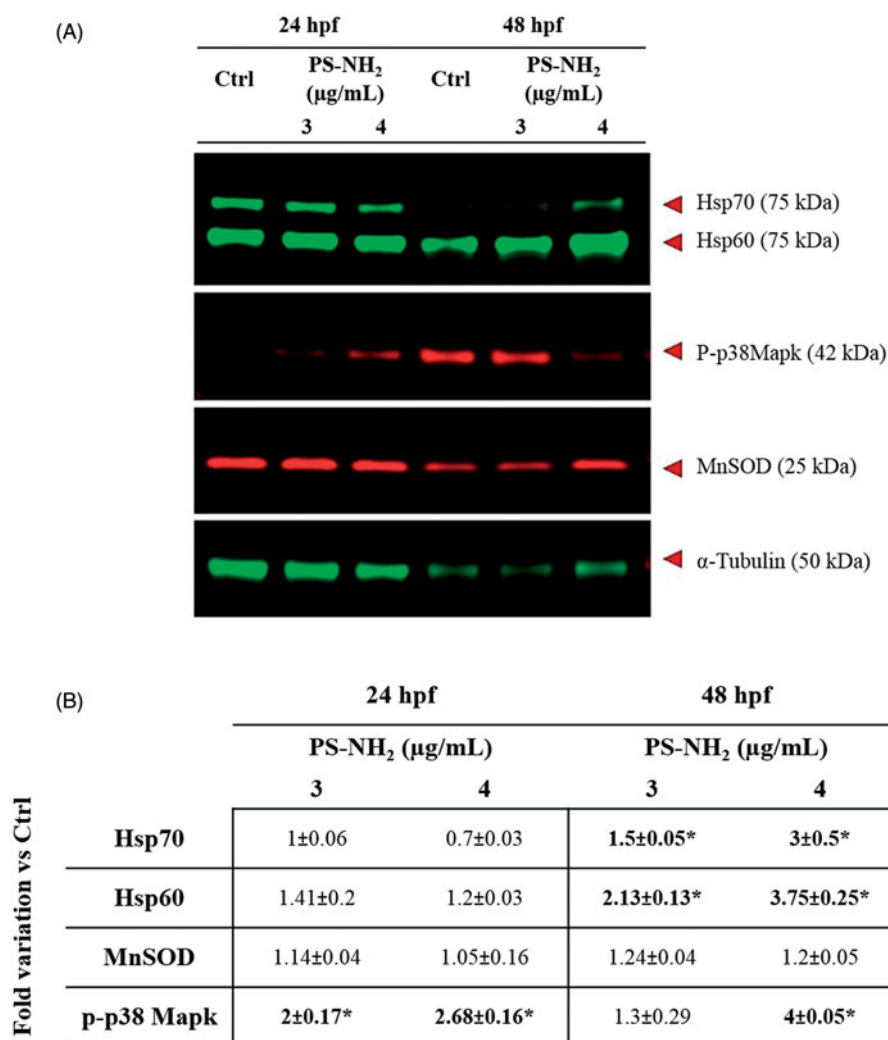 (A)
24 hpf 48 hpf
Ctrl PS-NH₂ (µg/mL) Ctrl PS-NH₂ (µg/mL)
3 4 3 4
Hsp70 (75 kDa)
Hsp60 (75 kDa)
P-p38Mapk (42 kDa)
MnSOD (25 kDa)
α-Tubulin (50 kDa)
(B)
24 hpf 48 hpf
PS-NH₂ (µg/mL) PS-NH₂ (µg/mL)
3 4 3 4
Fold variation vs Ctrl
Hsp70 1±0.06 0.7±0.03 1.5±0.05* 3±0.5*
Hsp60 1.41±0.2 1.2±0.03 2.13±0.13* 3.75±0.25*
MnSOD 1.14±0.04 1.05±0.16 1.24±0.04 1.2±0.05
p-p38 Mapk 2±0.17* 2.68±0.16* 1.3±0.29 4±0.05*